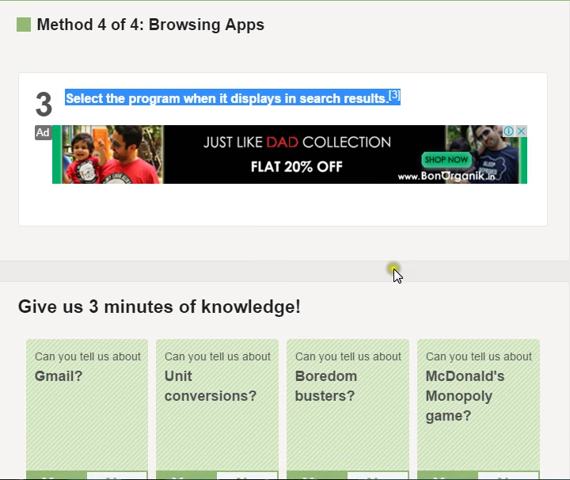 Method 4 of 4: Browsing Apps
3
Select the program when it displays in search results.[3]
Ad
JUST LIKE DAD COLLECTION
FLAT 20% OFF
SHOP NOW
www.BonOrganik.in
Give us 3 minutes of knowledge!
Can you tell us about
Gmail?
Can you tell us about
Unit
conversions?
Can you tell us about
Boredom
busters?
Can you tell us about
McDonald's
Monopoly
game?